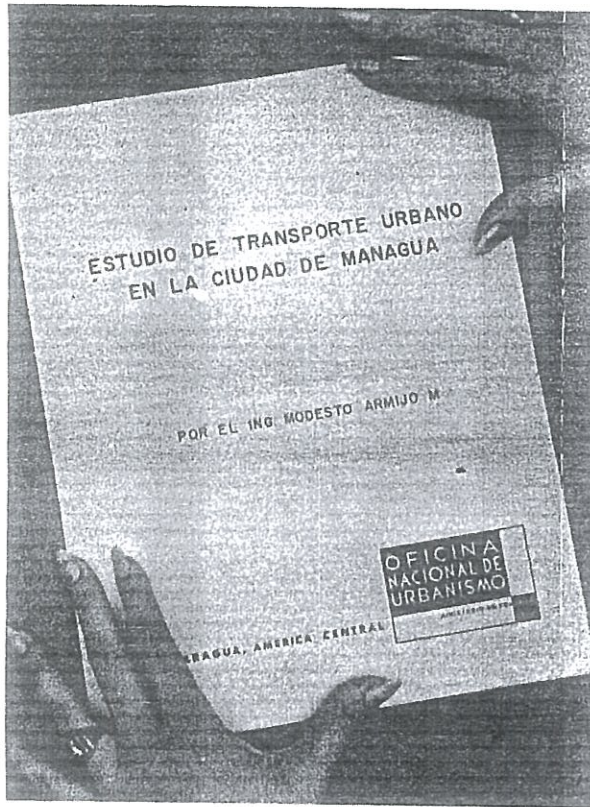 ESTUDIO DE TRANSPORTE URBANO
EN LA CIUDAD DE MANAGUA
POR EL ING MODESTO ARMIJO M
OFICINA
NACIONAL DE
URBANISMO
AGUA, AMERICA CENTRAL